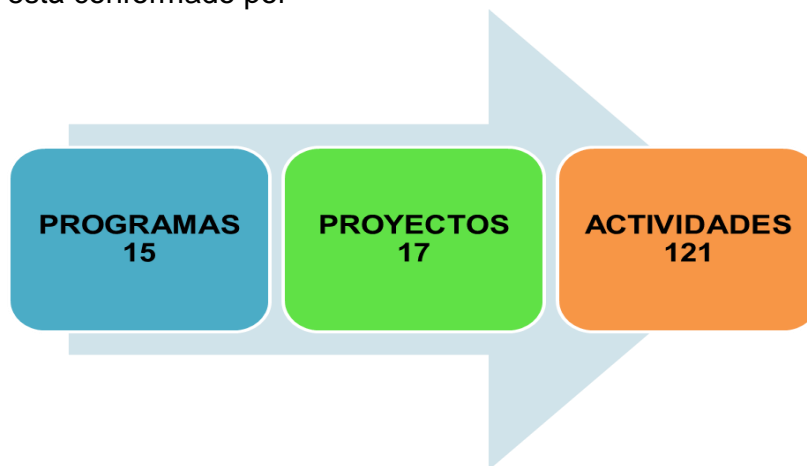 esta conformado por
PROGRAMAS
15
PROYECTOS
17
ACTIVIDADES
121